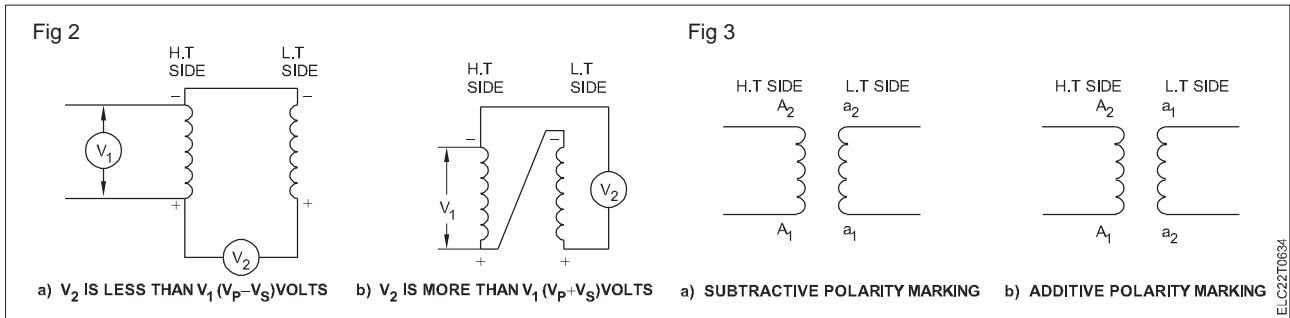 Fig 2
H.T
SIDE
L.T
SIDE
−
−
V1
+
+
V2
a) V2 IS LESS THAN V1 (VP−VS) VOLTS
H.T
SIDE
L.T
SIDE
−
−
V1
V2
+
+
b) V2 IS MORE THAN V1 (VP+VS) VOLTS
Fig 3
H.T SIDE
L.T SIDE
A2
a2
A1
a1
a) SUBTRACTIVE POLARITY MARKING
H.T SIDE
L.T SIDE
A2
a1
A1
a2
b) ADDITIVE POLARITY MARKING
ELC22T0634